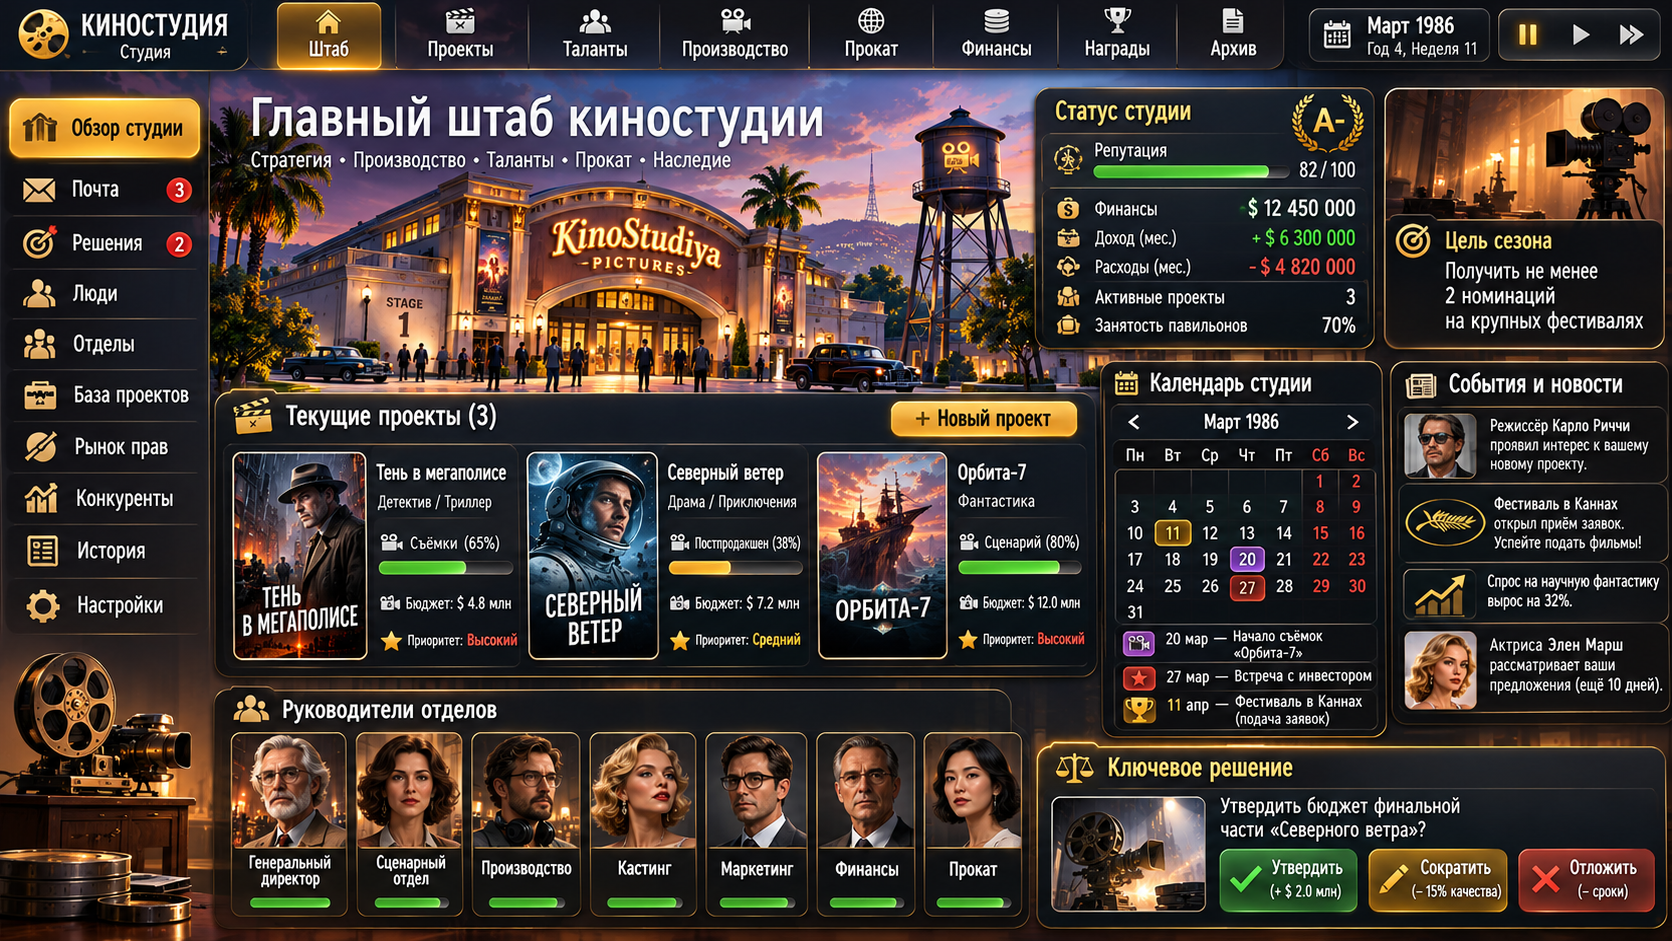 КИНОСТУДИЯ
Студия
Штаб
Проекты
Таланты
Производство
Прокат
Финансы
Награды
Архив
Март 1986
Год 4, Неделя 11
Обзор студии
Почта 3
Решения 2
Люди
Отделы
База проектов
Рынок прав
Конкуренты
История
Настройки
Главный штаб киностудии
Стратегия • Производство • Таланты • Прокат • Наследие
KinoStudiya
PICTURES
STAGE
1
Статус студии
A-
Репутация
82 / 100
Финансы $ 12 450 000
Доход (мес.) + $ 6 300 000
Расходы (мес.) - $ 4 820 000
Активные проекты 3
Занятость павильонов 70%
Цель сезона
Получить не менее
2 номинаций
на крупных фестивалях
Текущие проекты (3)
+ Новый проект
ТЕНЬ
В МЕГАПОЛИСЕ
Тень в мегаполисе
Детектив / Триллер
Съёмки (65%)
Бюджет: $ 4.8 млн
Приоритет: Высокий
СЕВЕРНЫЙ
ВЕТЕР
Северный ветер
Драма / Приключения
Постпродакшен (38%)
Бюджет: $ 7.2 млн
Приоритет: Средний
ОРБИТА-7
Орбита-7
Фантастика
Сценарий (80%)
Бюджет: $ 12.0 млн
Приоритет: Высокий
Календарь студии
< Март 1986 >
Пн Вт Ср Чт Пт Сб Вс
1 2
3 4 5 6 7 8 9
10 11 12 13 14 15 16
17 18 19 20 21 22 23
24 25 26 27 28 29 30
31
20 мар — Начало съёмок
«Орбита-7»
27 мар — Встреча с инвестором
11 апр — Фестиваль в Каннах
(подача заявок)
События и новости
Режиссёр Карло Риччи
проявил интерес к вашему
новому проекту.
Фестиваль в Каннах
открыл приём заявок.
Успейте подать фильмы!
Спрос на научную фантастику
вырос на 32%.
Актриса Элен Марш
рассматривает ваши
предложения (ещё 10 дней).
Руководители отделов
Генеральный
директор
Сценарный
отдел
Производство
Кастинг
Маркетинг
Финансы
Прокат
Ключевое решение
Утвердить бюджет финальной
части «Северного ветра»?
Утвердить
(+ $ 2.0 млн)
Сократить
(– 15% качества)
Отложить
(– сроки)